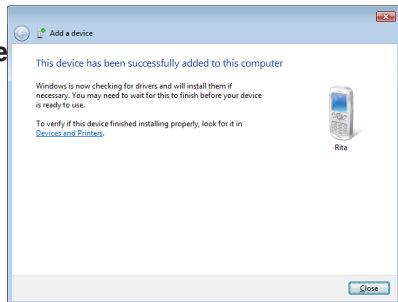 Add a device
e
This device has been successfully added to this computer
Windows is now checking for drivers and will install them if
necessary. You may need to wait for this to finish before your device
is ready to use.
To verify if this device finished installing properly, look for it in
Devices and Printers.
Rita
Close